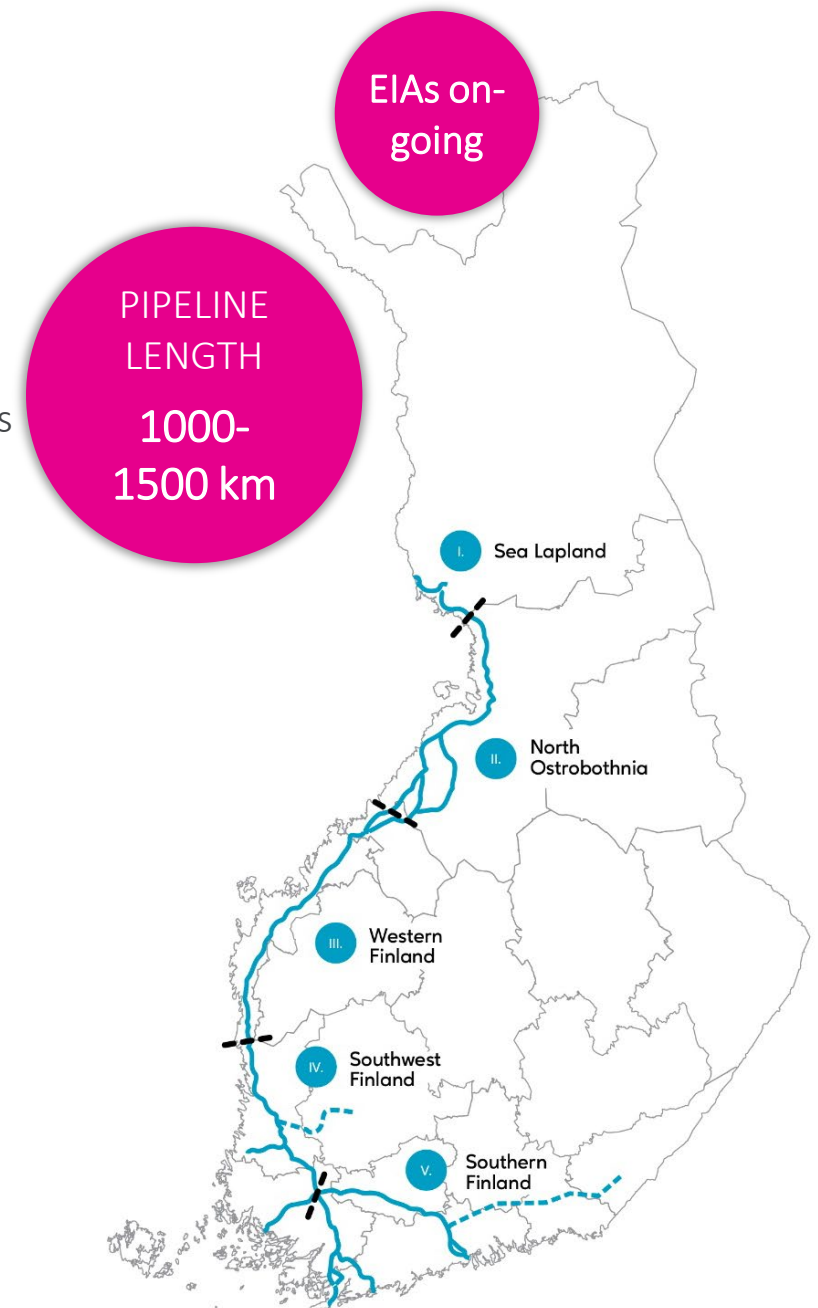 EIAs on-
going
PIPELINE
LENGTH
1000-
1500 km
s
I.
Sea Lapland
II.
North
Ostrobothnia
III.
Western
Finland
IV.
Southwest
Finland
V.
Southern
Finland